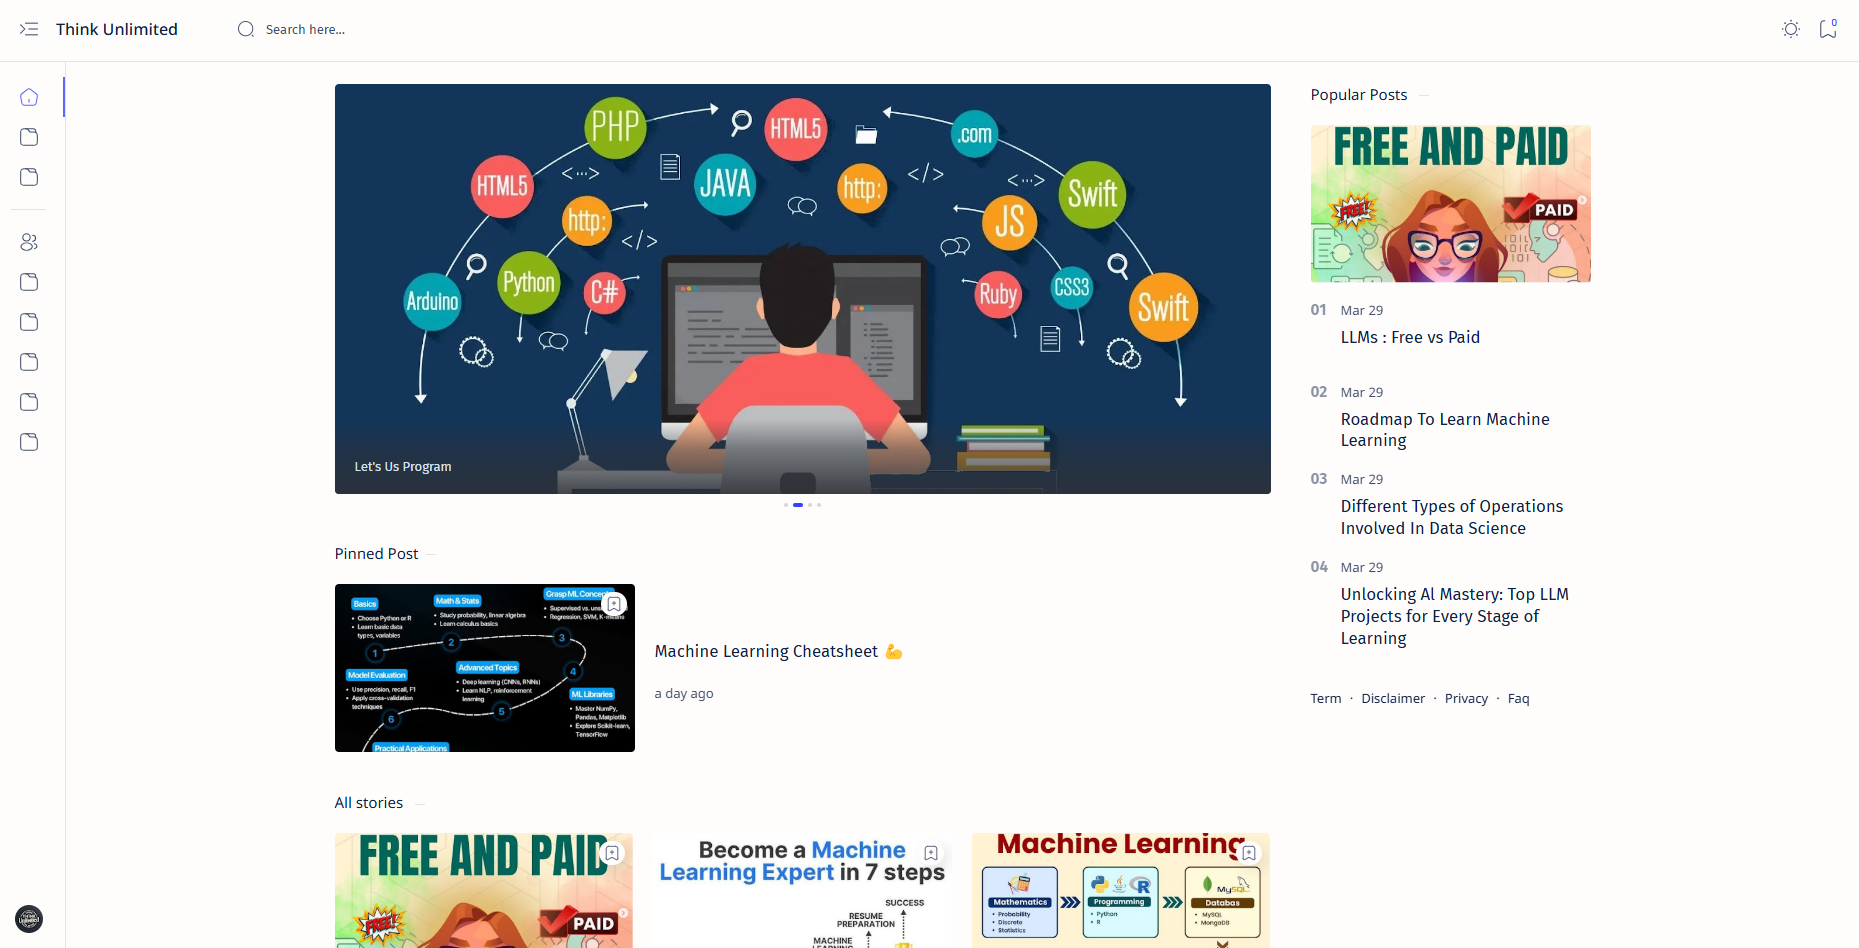 Think Unlimited
Search here...
0
PHP
HTML5
.com
HTML5
JAVA
http:
Swift
http:
JS
Arduino
Python
C#
Ruby
CSS3
Swift
Let's Us Program
Popular Posts
FREE AND PAID
FREE!
PAID
01 Mar 29
LLMs : Free vs Paid
02 Mar 29
Roadmap To Learn Machine
Learning
03 Mar 29
Different Types of Operations
Involved In Data Science
04 Mar 29
Unlocking Al Mastery: Top LLM
Projects for Every Stage of
Learning
Term · Disclaimer · Privacy · Faq
Pinned Post
Basics
• Choose Python or R
• Learn basic data
types, variables
1
Math & Stats
• Study probability, linear algebra
• Learn calculus basics
2
Grasp ML
• Supervised vs.
• Regression, SVM,
3
Model Evaluation
• Use precision, recall, F1
• Apply cross-validation
techniques
6
Advanced Topics
• Deep learning (CNNs, RNNs)
• Learn NLP, reinforcement
learning
5
4
ML Libraries
• Master NumPy,
Pandas, Matplotlib
• Explore Scikit-learn,
TensorFlow
Practical Applications
Machine Learning Cheatsheet 💪
a day ago
All stories
FREE AND PAID
FREE!
PAID
Become a Machine
Learning Expert in 7 steps
SUCCESS
RESUME
PREPARATION
MACHINE
Machine Learning
Mathematics
• Probability
• Discrete
• Statistics
Programming
• Python
• R
MySQL
Databas
• MySQL
• MongoDB